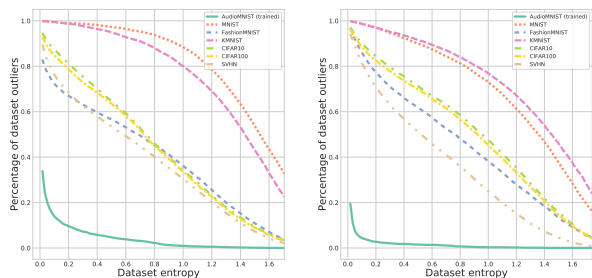 AudioMNIST (trained)
MNIST
FashionMNIST
KMNIST
CIFAR10
CIFAR100
SVHN
Percentage of dataset outliers
1.0
0.8
0.6
0.4
0.2
0.0
0.0 0.2 0.4 0.6 0.8 1.0 1.2 1.4 1.6
Dataset entropy
AudioMNIST (trained)
MNIST
FashionMNIST
KMNIST
CIFAR10
CIFAR100
SVHN
Percentage of dataset outliers
1.0
0.8
0.6
0.4
0.2
0.0
0.0 0.2 0.4 0.6 0.8 1.0 1.2 1.4 1.6
Dataset entropy